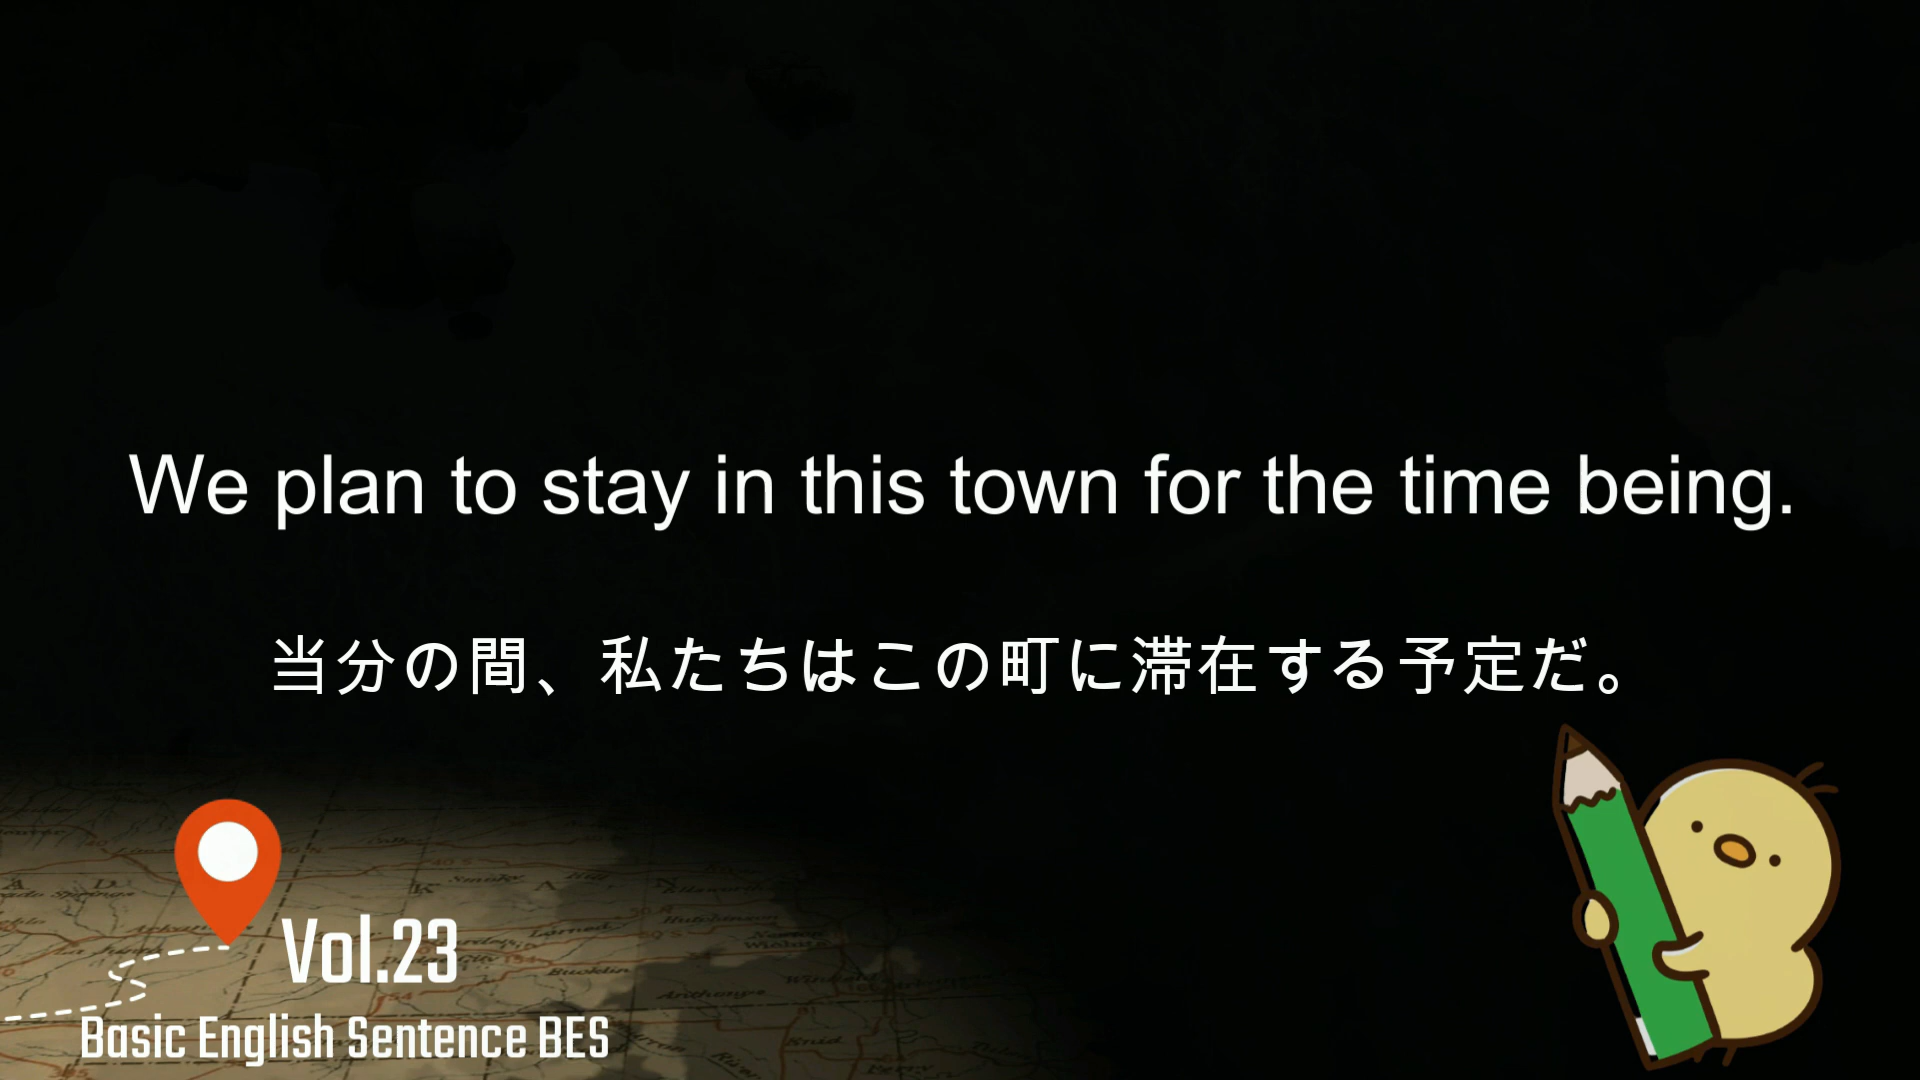 We plan to stay in this town for the time being.
当分の間、私たちはこの町に滞在する予定だ。
Vol.23
Basic English Sentence BES